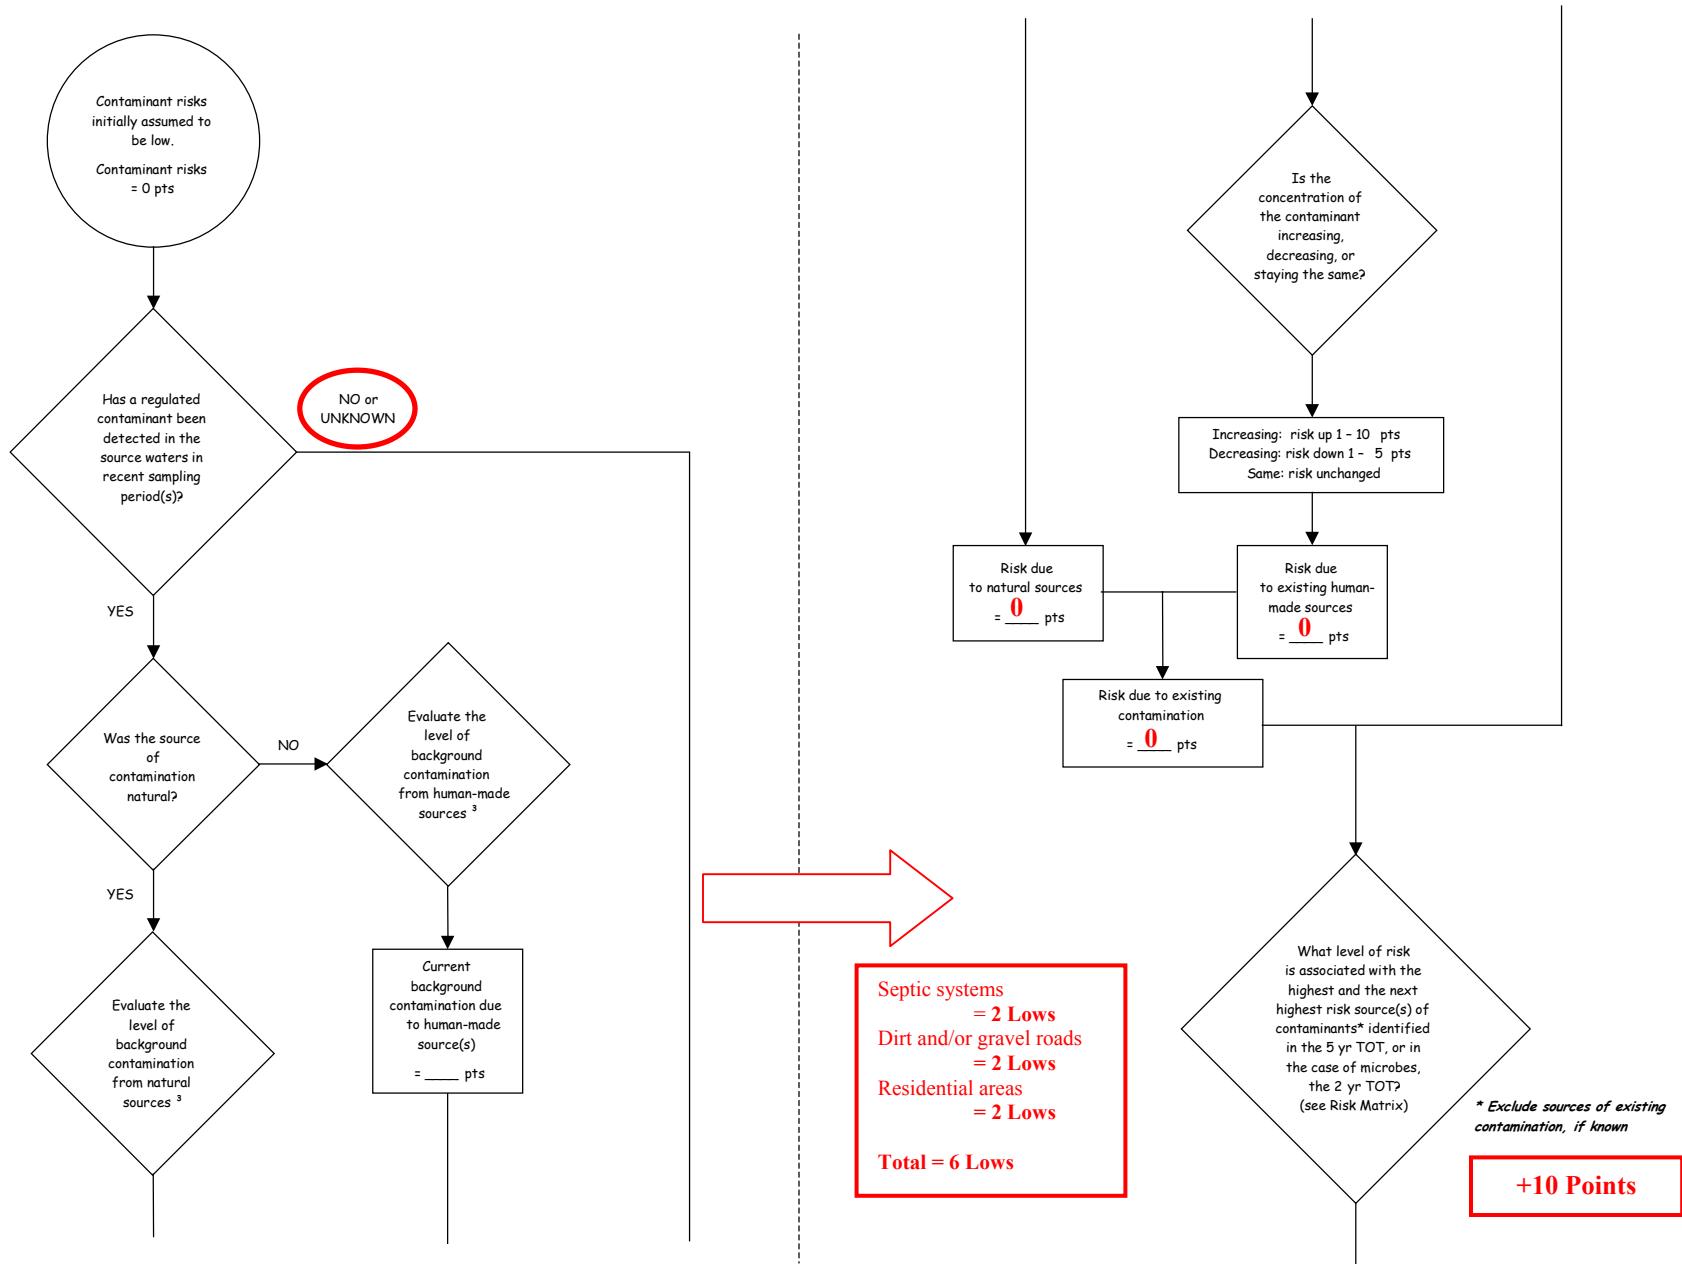 Contaminant risks
initially assumed to
be low.
Contaminant risks
= 0 pts
Has a regulated
contaminant been
detected in the
source waters in
recent sampling
period(s)?
NO or
UNKNOWN
YES
Was the source
of
contamination
natural?
NO
Evaluate the
level of
background
contamination
from human-made
sources ³
YES
Evaluate the
level of
background
contamination
from natural
sources ³
Current
background
contamination due
to human-made
source(s)
= ____ pts
Is the
concentration of
the contaminant
increasing,
decreasing, or
staying the same?
Increasing: risk up 1 - 10 pts
Decreasing: risk down 1 - 5 pts
Same: risk unchanged
Risk due
to natural sources
= 0 pts
Risk due
to existing human-
made sources
= 0 pts
Risk due to existing
contamination
= 0 pts
Septic systems
= 2 Lows
Dirt and/or gravel roads
= 2 Lows
Residential areas
= 2 Lows
Total = 6 Lows
What level of risk
is associated with the
highest and the next
highest risk source(s) of
contaminants* identified
in the 5 yr TOT, or in
the case of microbes,
the 2 yr TOT?
(see Risk Matrix)
* Exclude sources of existing
contamination, if known
+10 Points